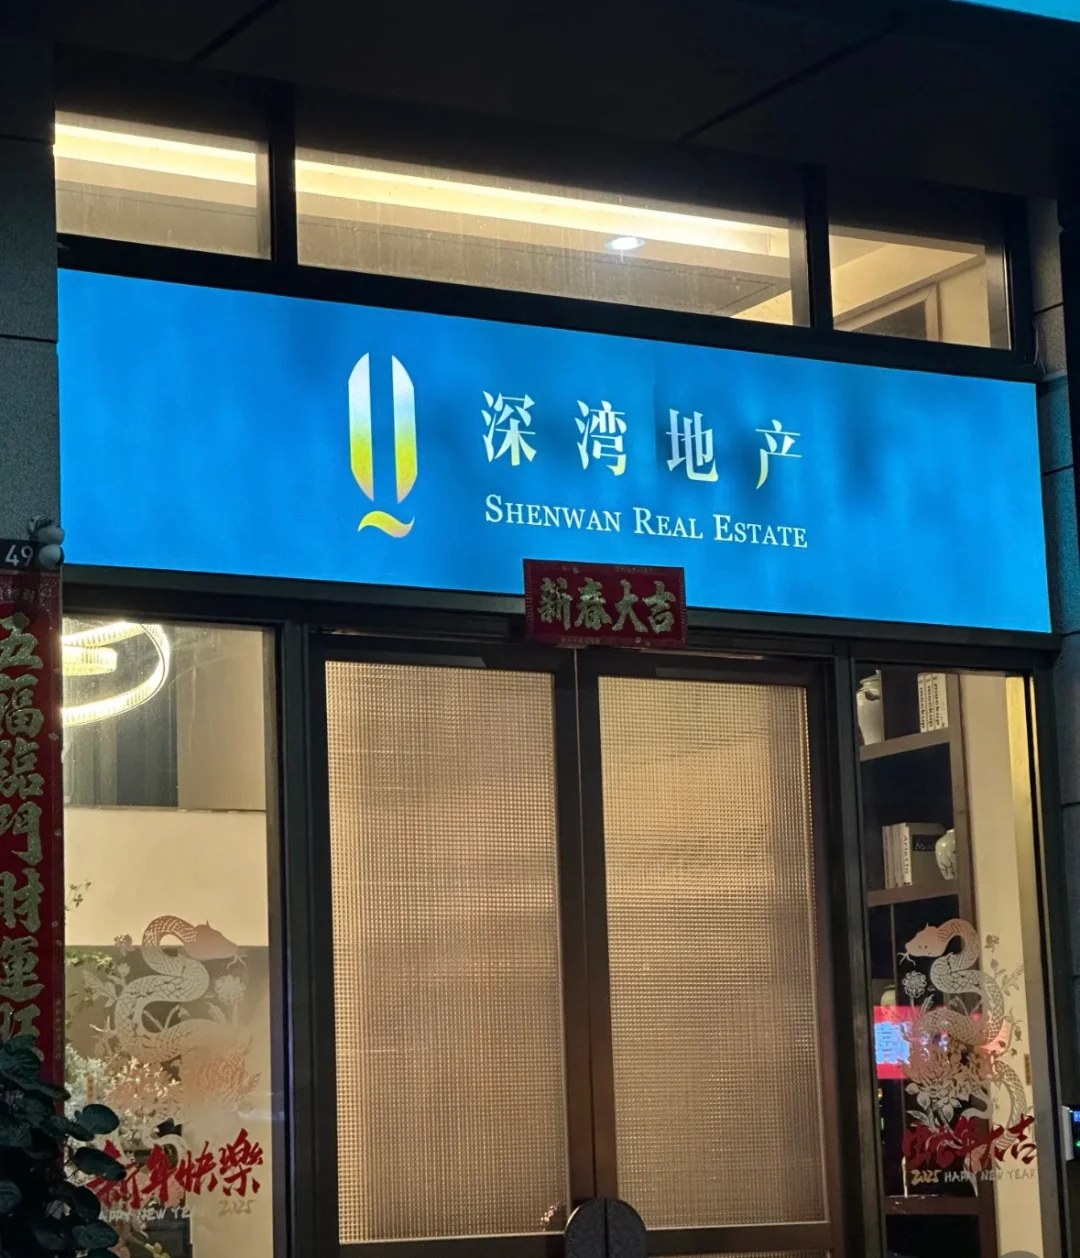 深湾地产
SHENWAN REAL ESTATE
新春大吉
49
五福臨門財運旺
新年快樂
HAPPY NEW YEAR 2025
蛇年大吉
2025 HAPPY NEW YEAR